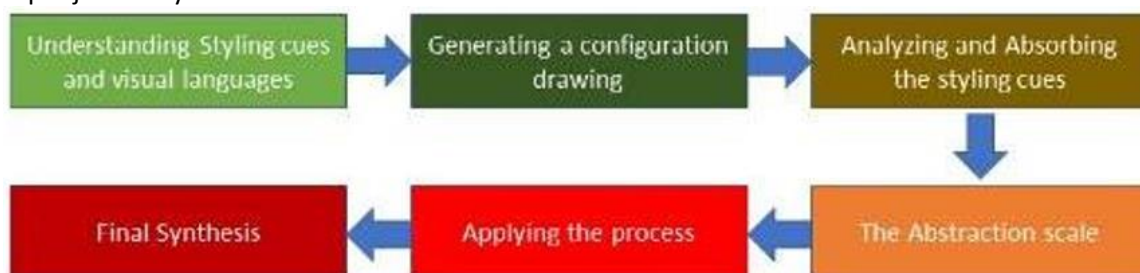 Understanding Styling cues
and visual languages
Generating a configuration
drawing
Analyzing and Absorbing
the styling cues
The Abstraction scale
Applying the process
Final Synthesis